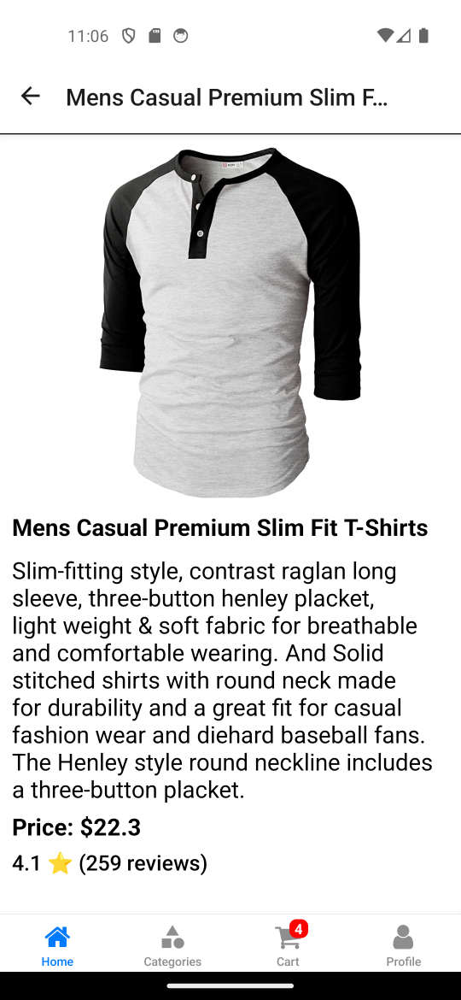 11:06
Mens Casual Premium Slim F...
Mens Casual Premium Slim Fit T-Shirts
Slim-fitting style, contrast raglan long
sleeve, three-button henley placket,
light weight & soft fabric for breathable
and comfortable wearing. And Solid
stitched shirts with round neck made
for durability and a great fit for casual
fashion wear and diehard baseball fans.
The Henley style round neckline includes
a three-button placket.
Price: $22.3
4.1 ⭐ (259 reviews)
4
Home Categories Cart Profile